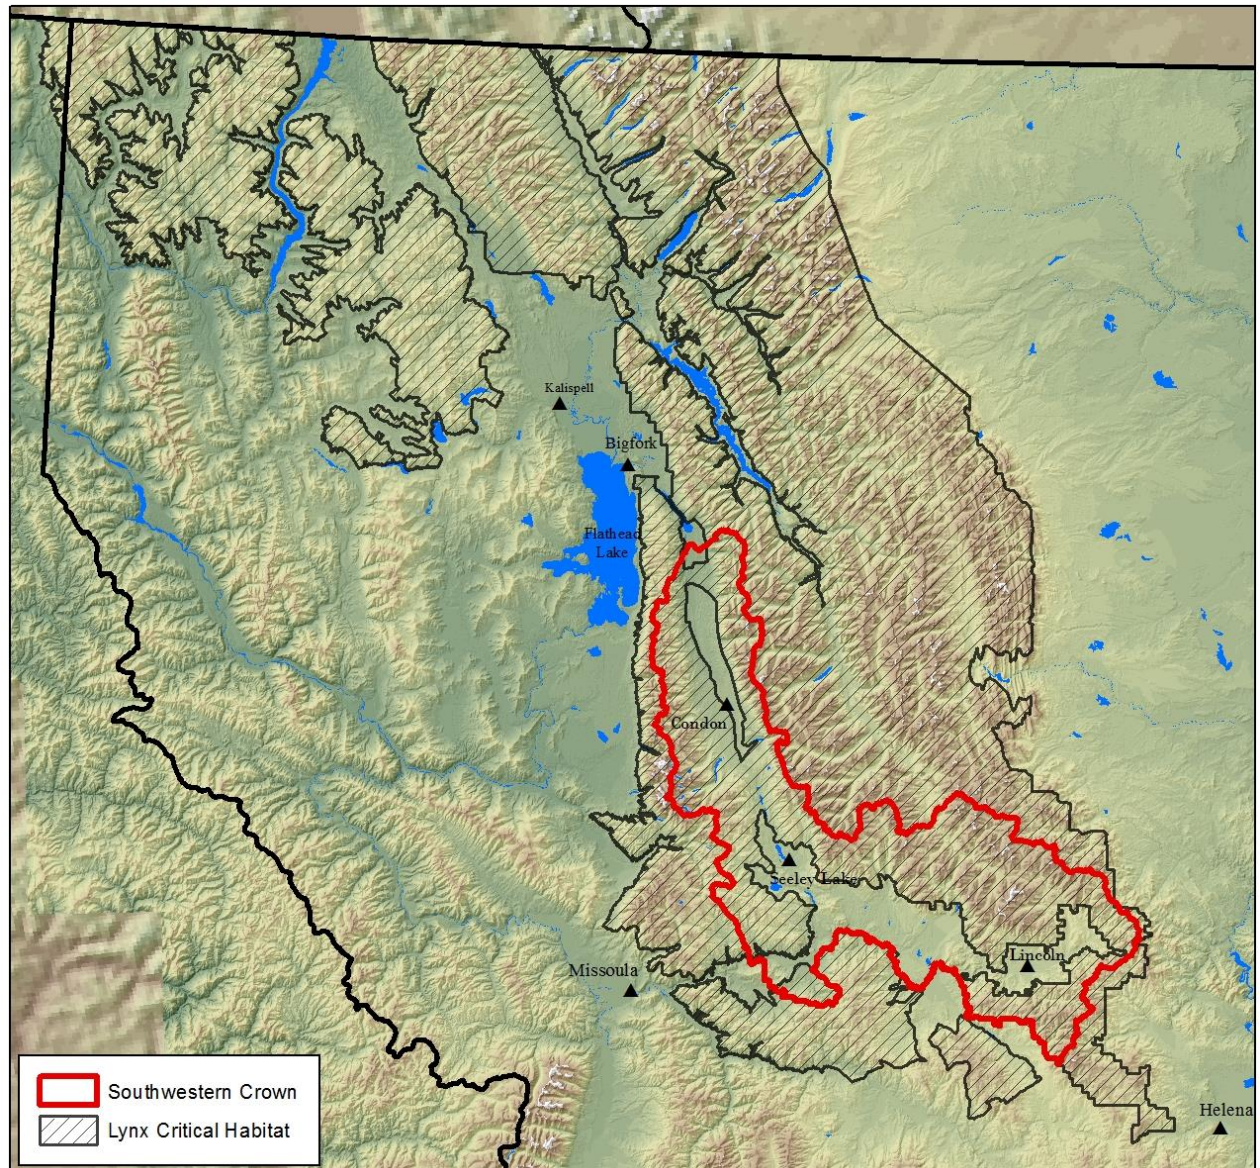 Kalispell
Bigfork
Flathead
Lake
Condon
Seeley Lake
Lincoln
Missoula
Helena
Southwestern Crown
Lynx Critical Habitat